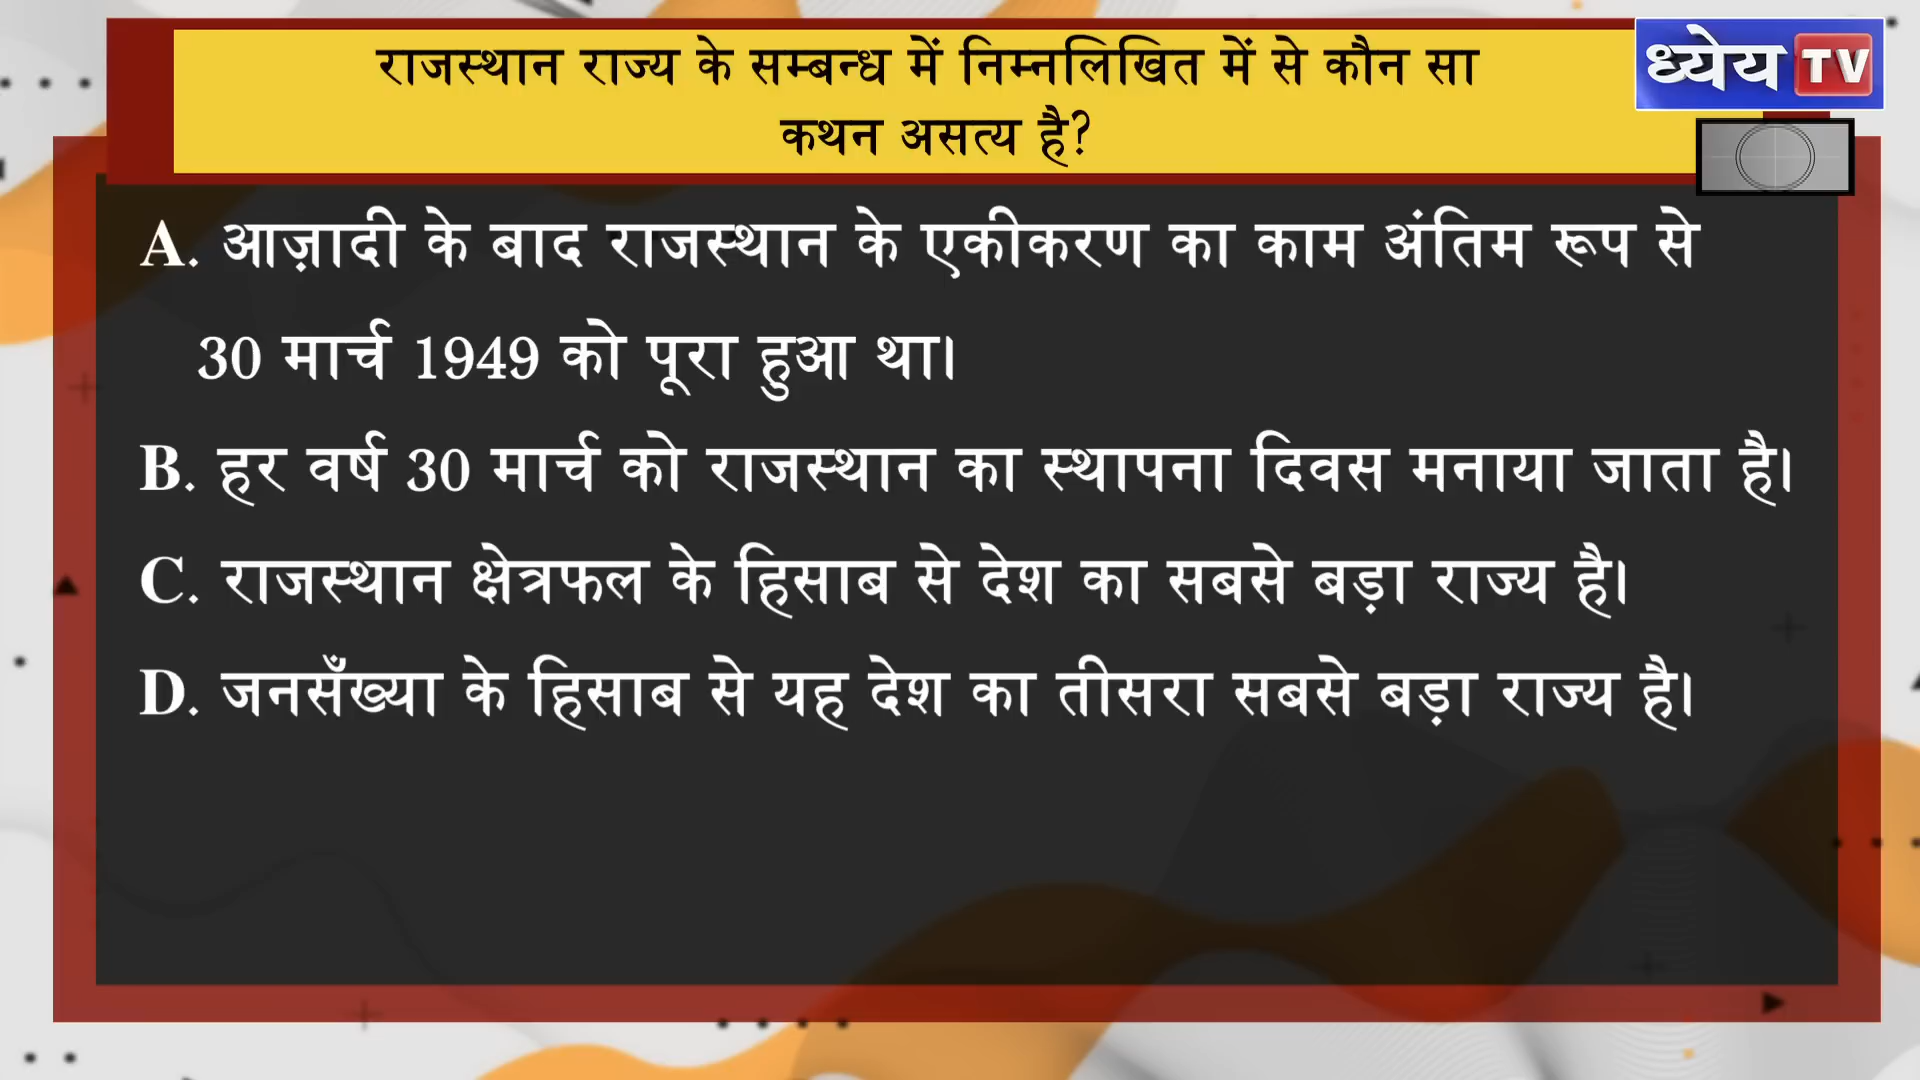 राजस्थान राज्य के सम्बन्ध में निम्नलिखित में से कौन सा
कथन असत्य है?
ध्येय TV
A. आज़ादी के बाद राजस्थान के एकीकरण का काम अंतिम रूप से
30 मार्च 1949 को पूरा हुआ था।
B. हर वर्ष 30 मार्च को राजस्थान का स्थापना दिवस मनाया जाता है।
C. राजस्थान क्षेत्रफल के हिसाब से देश का सबसे बड़ा राज्य है।
D. जनसँख्या के हिसाब से यह देश का तीसरा सबसे बड़ा राज्य है।